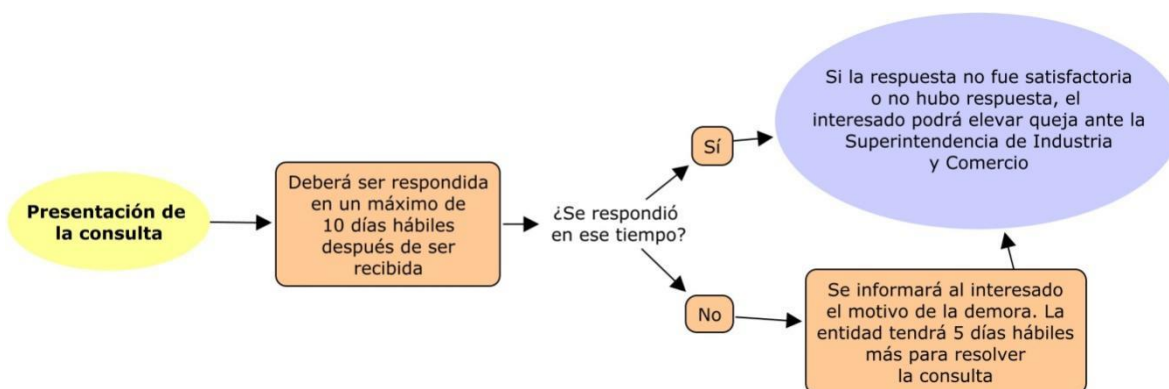 Presentación de
la consulta
Deberá ser respondida
en un máximo de
10 días hábiles
después de ser
recibida
¿Se respondió
en ese tiempo?
Sí
Si la respuesta no fue satisfactoria
o no hubo respuesta, el
interesado podrá elevar queja ante la
Superintendencia de Industria
y Comercio
No
Se informará al interesado
el motivo de la demora. La
entidad tendrá 5 días hábiles
más para resolver
la consulta